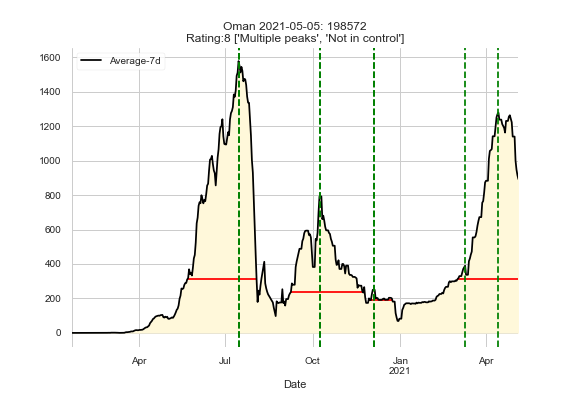 Oman 2021-05-05: 198572
Rating:8 ['Multiple peaks', 'Not in control']
Average-7d
1600
1400
1200
1000
800
600
400
200
0
Apr
Jul
Oct
Jan
2021
Apr
Date